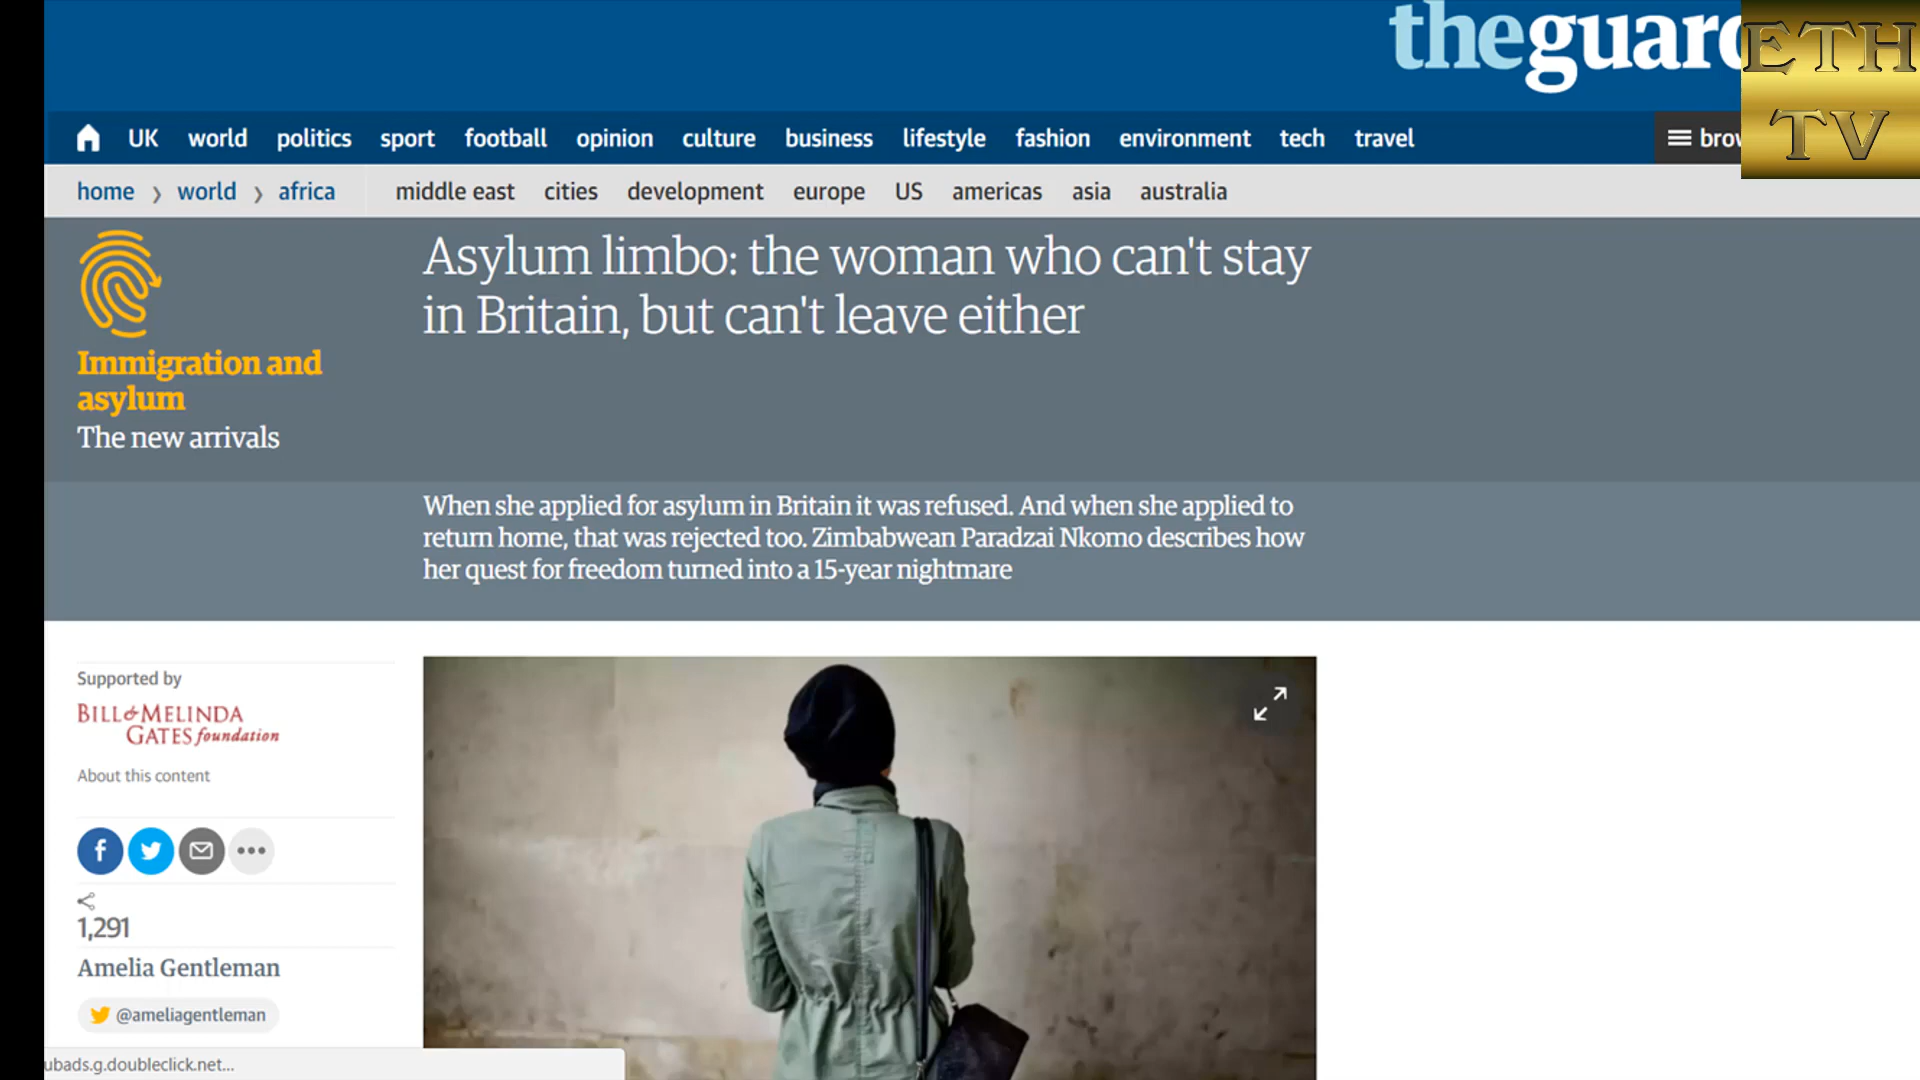 theguar
ETH
TV
UK world politics sport football opinion culture business lifestyle fashion environment tech travel
home › world › africa middle east cities development europe US americas asia australia
Asylum limbo: the woman who can't stay
in Britain, but can't leave either
Immigration and
asylum
The new arrivals
When she applied for asylum in Britain it was refused. And when she applied to
return home, that was rejected too. Zimbabwean Paradzai Nkomo describes how
her quest for freedom turned into a 15-year nightmare
Supported by
BILL & MELINDA
GATES foundation
About this content
1,291
Amelia Gentleman
@ameliagentleman
ubads.g.doubleclick.net...